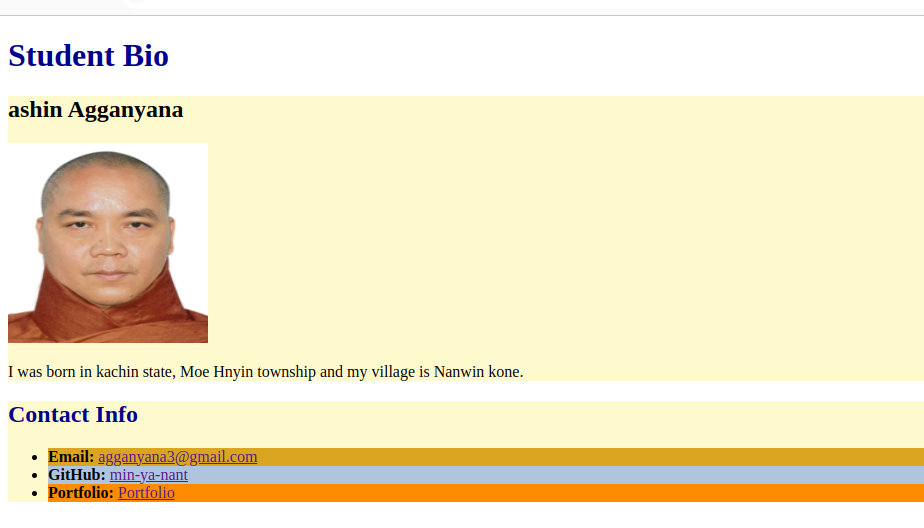 Student Bio
ashin Agganyana
I was born in kachin state, Moe Hnyin township and my village is Nanwin kone.
Contact Info
Email: agganyana3@gmail.com
GitHub: min-ya-nant
Portfolio: Portfolio